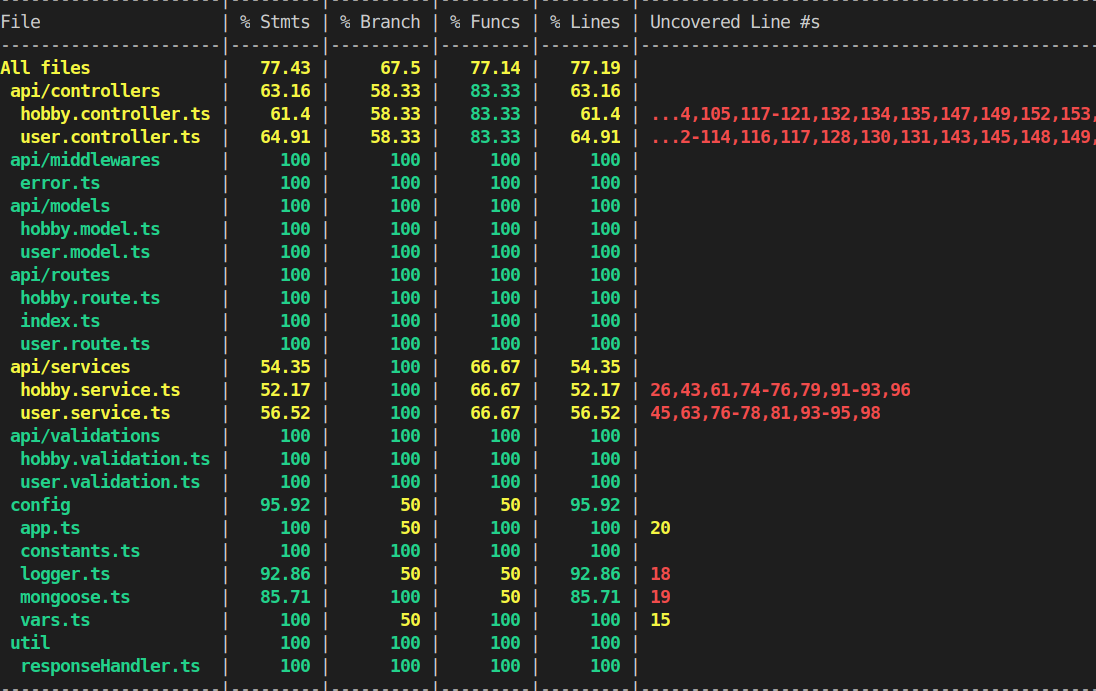 File | % Stmts | % Branch | % Funcs | % Lines | Uncovered Line #s
All files | 77.43 | 67.5 | 77.14 | 77.19 |
api/controllers | 63.16 | 58.33 | 83.33 | 63.16 |
hobby.controller.ts | 61.4 | 58.33 | 83.33 | 61.4 | ...4,105,117-121,132,134,135,147,149,152,153,
user.controller.ts | 64.91 | 58.33 | 83.33 | 64.91 | ...2-114,116,117,128,130,131,143,145,148,149,
api/middlewares | 100 | 100 | 100 | 100 |
error.ts | 100 | 100 | 100 | 100 |
api/models | 100 | 100 | 100 | 100 |
hobby.model.ts | 100 | 100 | 100 | 100 |
user.model.ts | 100 | 100 | 100 | 100 |
api/routes | 100 | 100 | 100 | 100 |
hobby.route.ts | 100 | 100 | 100 | 100 |
index.ts | 100 | 100 | 100 | 100 |
user.route.ts | 100 | 100 | 100 | 100 |
api/services | 54.35 | 100 | 66.67 | 54.35 |
hobby.service.ts | 52.17 | 100 | 66.67 | 52.17 | 26,43,61,74-76,79,91-93,96
user.service.ts | 56.52 | 100 | 66.67 | 56.52 | 45,63,76-78,81,93-95,98
api/validations | 100 | 100 | 100 | 100 |
hobby.validation.ts | 100 | 100 | 100 | 100 |
user.validation.ts | 100 | 100 | 100 | 100 |
config | 95.92 | 50 | 50 | 95.92 |
app.ts | 100 | 50 | 100 | 100 | 20
constants.ts | 100 | 100 | 100 | 100 |
logger.ts | 92.86 | 50 | 50 | 92.86 | 18
mongoose.ts | 85.71 | 100 | 50 | 85.71 | 19
vars.ts | 100 | 50 | 100 | 100 | 15
util | 100 | 100 | 100 | 100 |
responseHandler.ts | 100 | 100 | 100 | 100 |